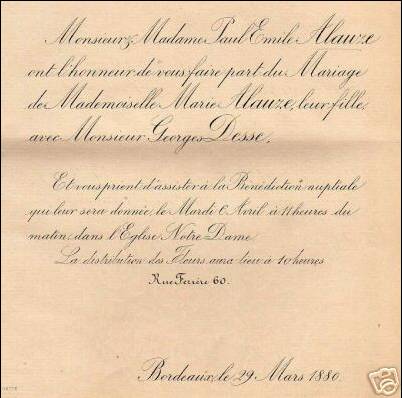 Monsieur & Madame Paul Emile Alauze
ont l'honneur de vous faire part du Mariage
de Mademoiselle Marie Alauze, leur fille,
avec Monsieur Georges Desse.
Et vous prient d'assister à la Bénédiction nuptiale
qui leur sera donnée, le Mardi 6 Avril à 11 heures du
matin, dans l'Eglise Notre Dame.
La distribution des Fleurs aura lieu à 10 heures
Rue Ferrère 60.
Bordeaux, le 29 Mars 1880.